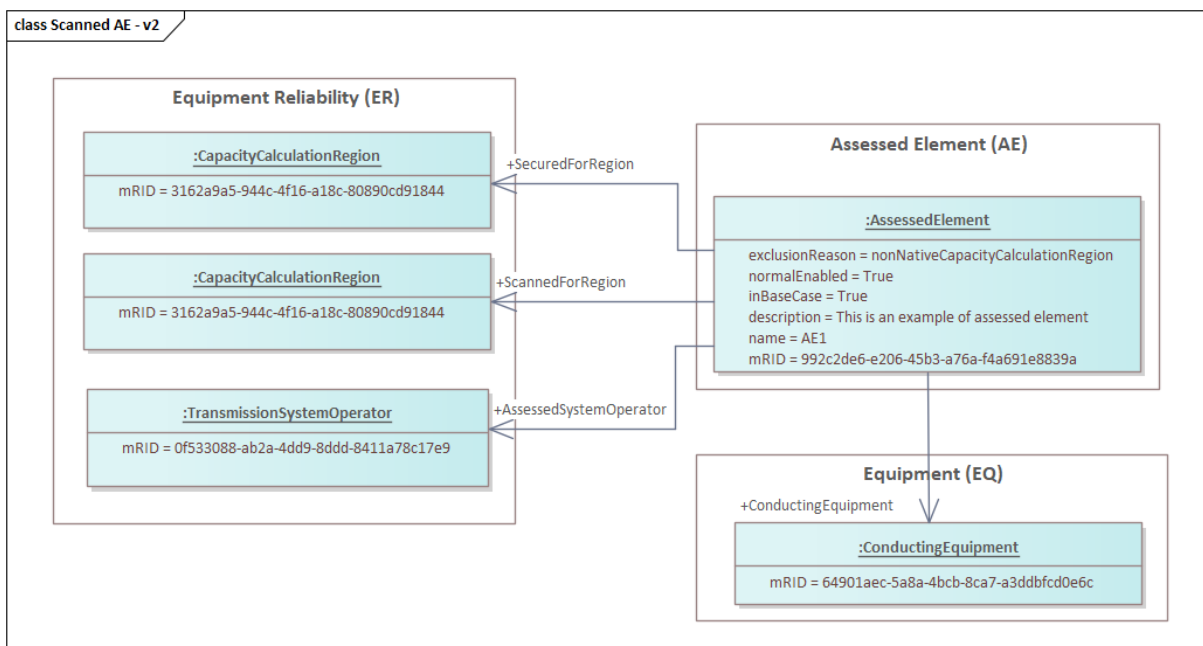 class Scanned AE - v2
Equipment Reliability (ER)
:CapacityCalculationRegion
mRID = 3162a9a5-944c-4f16-a18c-80890cd91844
:CapacityCalculationRegion
mRID = 3162a9a5-944c-4f16-a18c-80890cd91844
:TransmissionSystemOperator
mRID = 0f533088-ab2a-4dd9-8ddd-8411a78c17e9
+SecuredForRegion
+ScannedForRegion
+AssessedSystemOperator
Assessed Element (AE)
:AssessedElement
exclusionReason = nonNativeCapacityCalculationRegion
normalEnabled = True
inBaseCase = True
description = This is an example of assessed element
name = AE1
mRID = 992c2de6-e206-45b3-a76a-f4a691e8839a
Equipment (EQ)
+ConductingEquipment
:ConductingEquipment
mRID = 64901aec-5a8a-4bcb-8ca7-a3ddbfcd0e6c